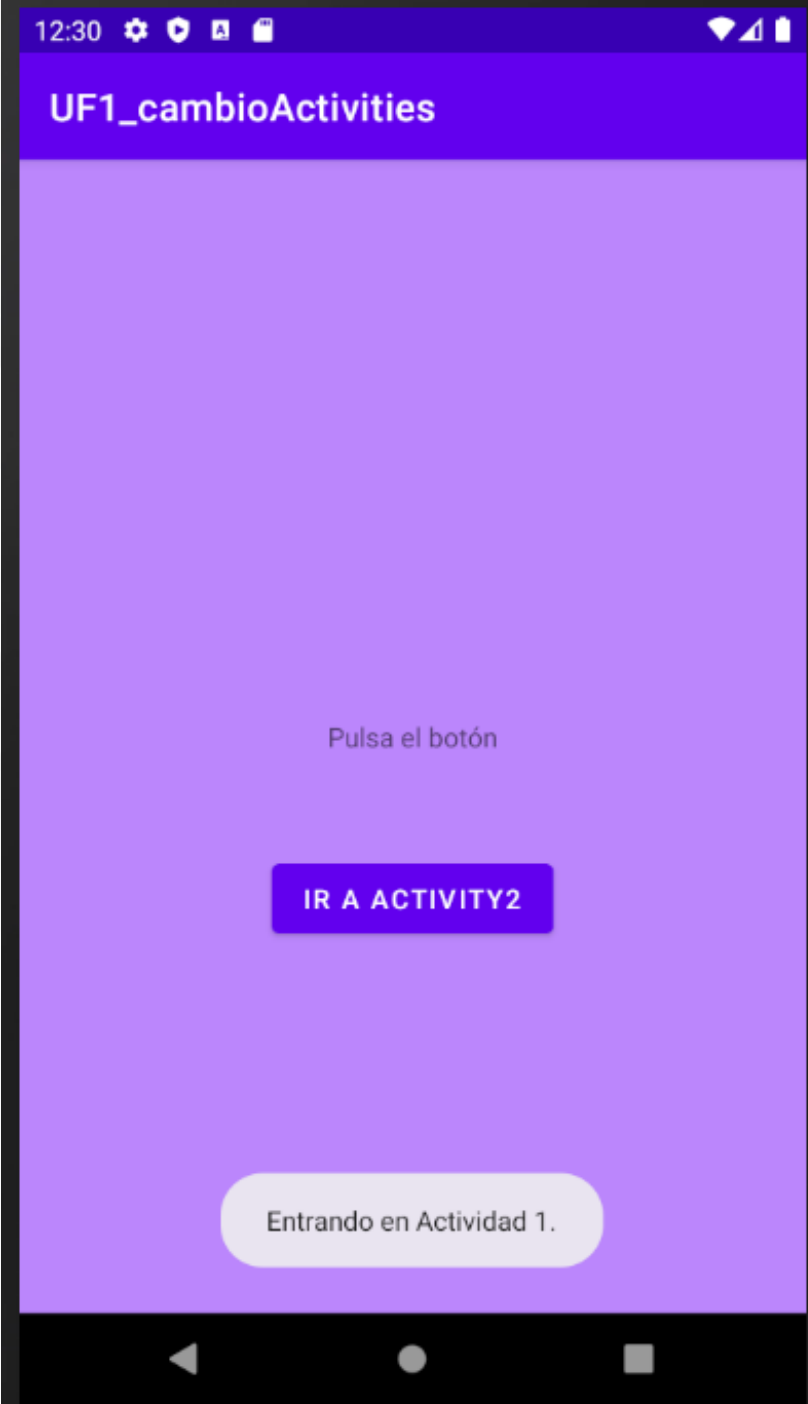 12:30
UF1_cambioActivities
Pulsa el botón
IR A ACTIVITY2
Entrando en Actividad 1.